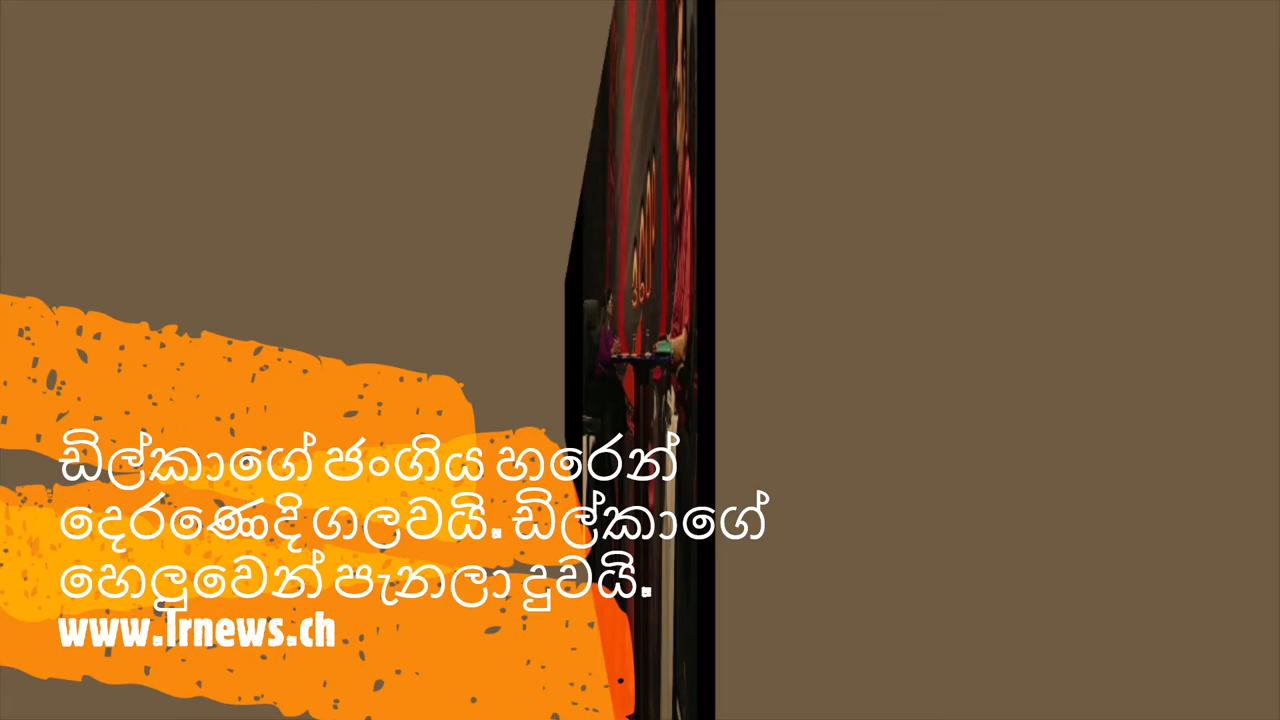 ඩිල්කාගේ ජංගිය හරෙන්
දෙරණෙදි ගලවයි. ඩිල්කාගේ
හෙලුවෙන් පැනලා දුවයි.
www.lrnews.ch